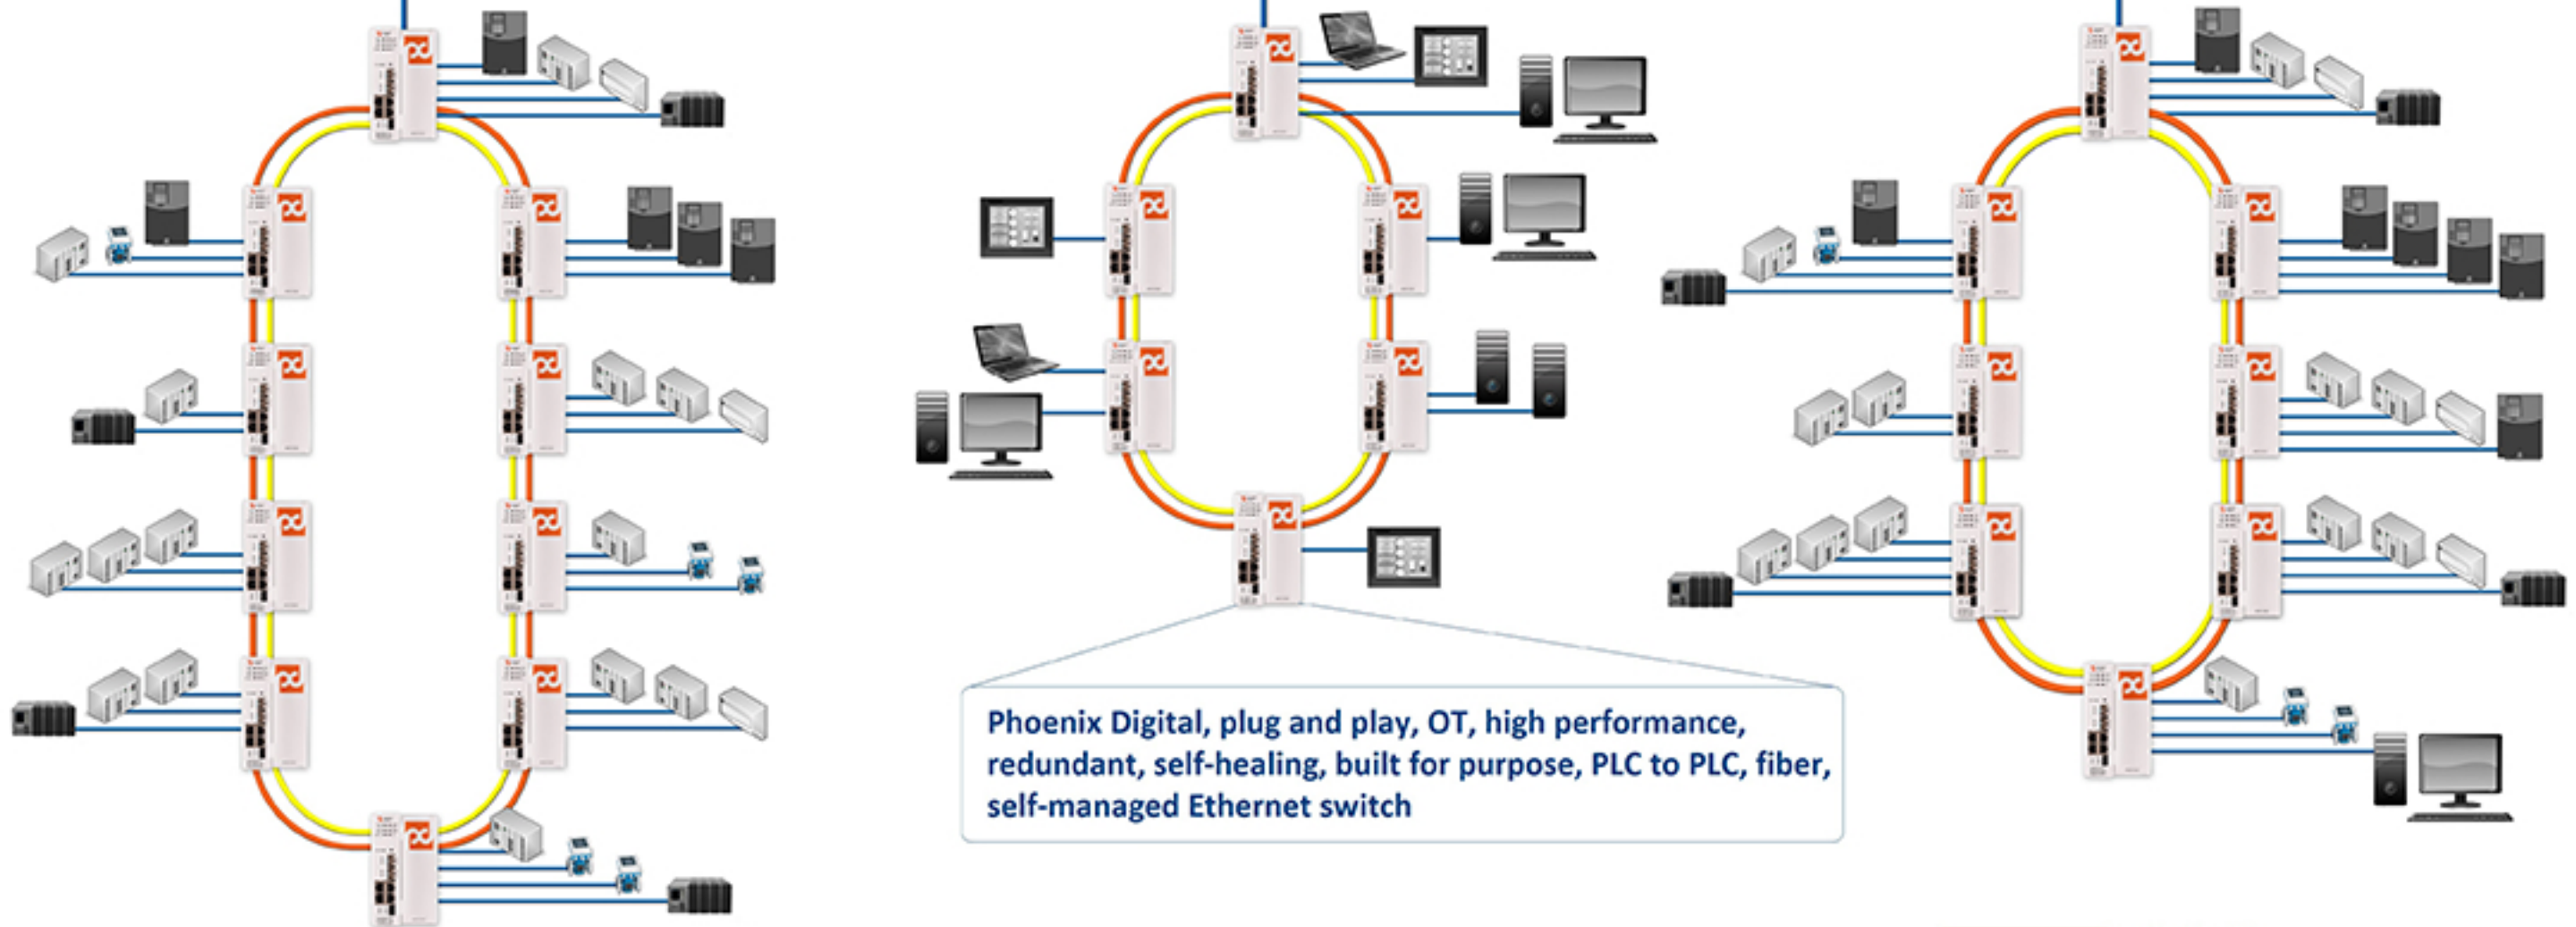 Phoenix Digital, plug and play, OT, high performance,
redundant, self-healing, built for purpose, PLC to PLC, fiber,
self-managed Ethernet switch